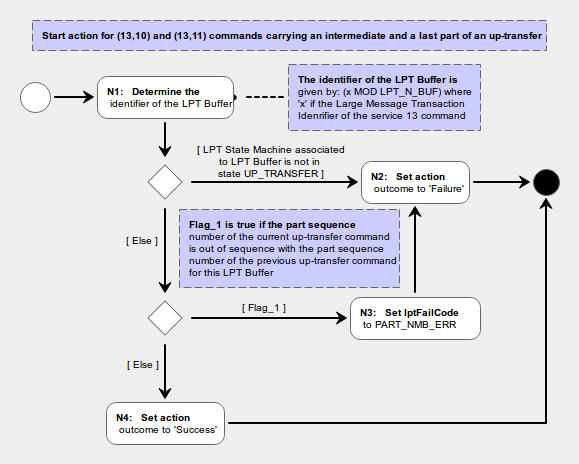 Start action for (13,10) and (13,11) commands carrying an intermediate and a last part of an up-transfer
N1: Determine the
identifier of the LPT Buffer
The identifier of the LPT Buffer is
given by: (x MOD LPT_N_BUF) where
'x' if the Large Message Transaction
Idenrifier of the service 13 command
[ LPT State Machine associated
to LPT Buffer is not in
state UP_TRANSFER ]
N2: Set action
outcome to 'Failure'
[ Else ]
Flag_1 is true if the part sequence
number of the current up-transfer command
is out of sequence with the part sequence
number of the previous up-transfer command
for this LPT Buffer
[ Flag_1 ]
N3: Set lptFailCode
to PART_NMB_ERR
[ Else ]
N4: Set action
outcome to 'Success'